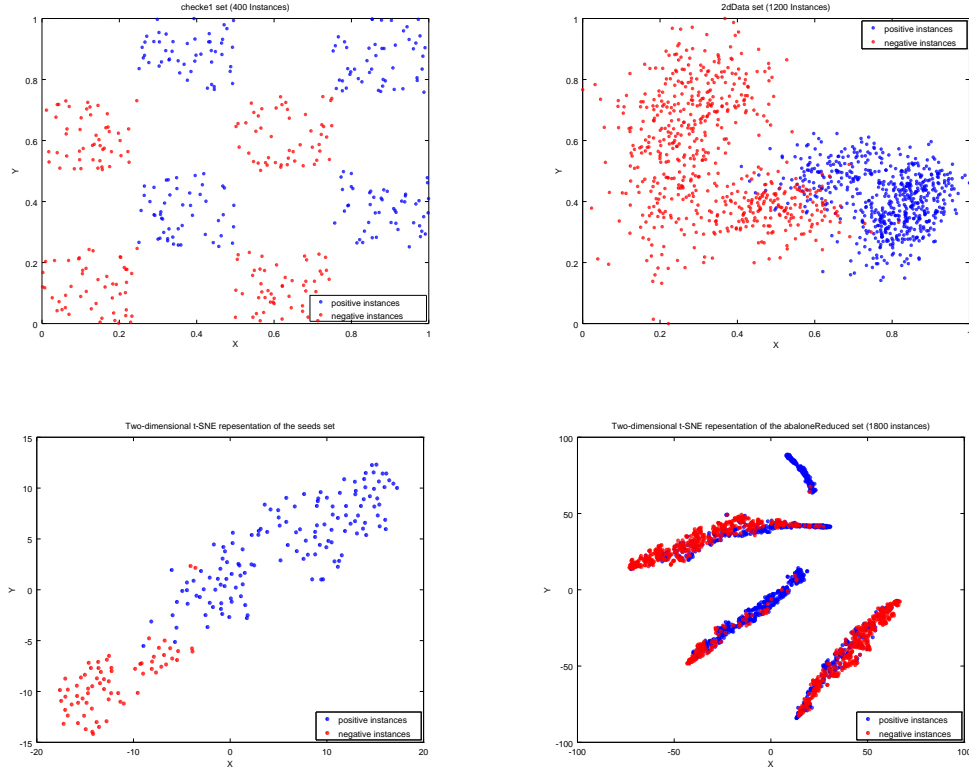 checke1 set (400 Instances)
1
0.8
0.6
0.4
0.2
0
0
0.2
0.4
0.6
0.8
1
X
Y
positive instances
negative instances
2dData set (1200 Instances)
1
0.8
0.6
0.4
0.2
0
0
0.2
0.4
0.6
0.8
1
X
Y
positive instances
negative instances
Two-dimensional t-SNE repesentation of the seeds set
15
10
5
0
-5
-10
-15
-20
-10
0
10
20
X
Y
positive instances
negative instances
Two-dimensional t-SNE repesentation of the abaloneReduced set (1800 instances)
100
50
0
-50
-100
-100
-50
0
50
100
X
Y
positive instances
negative instances